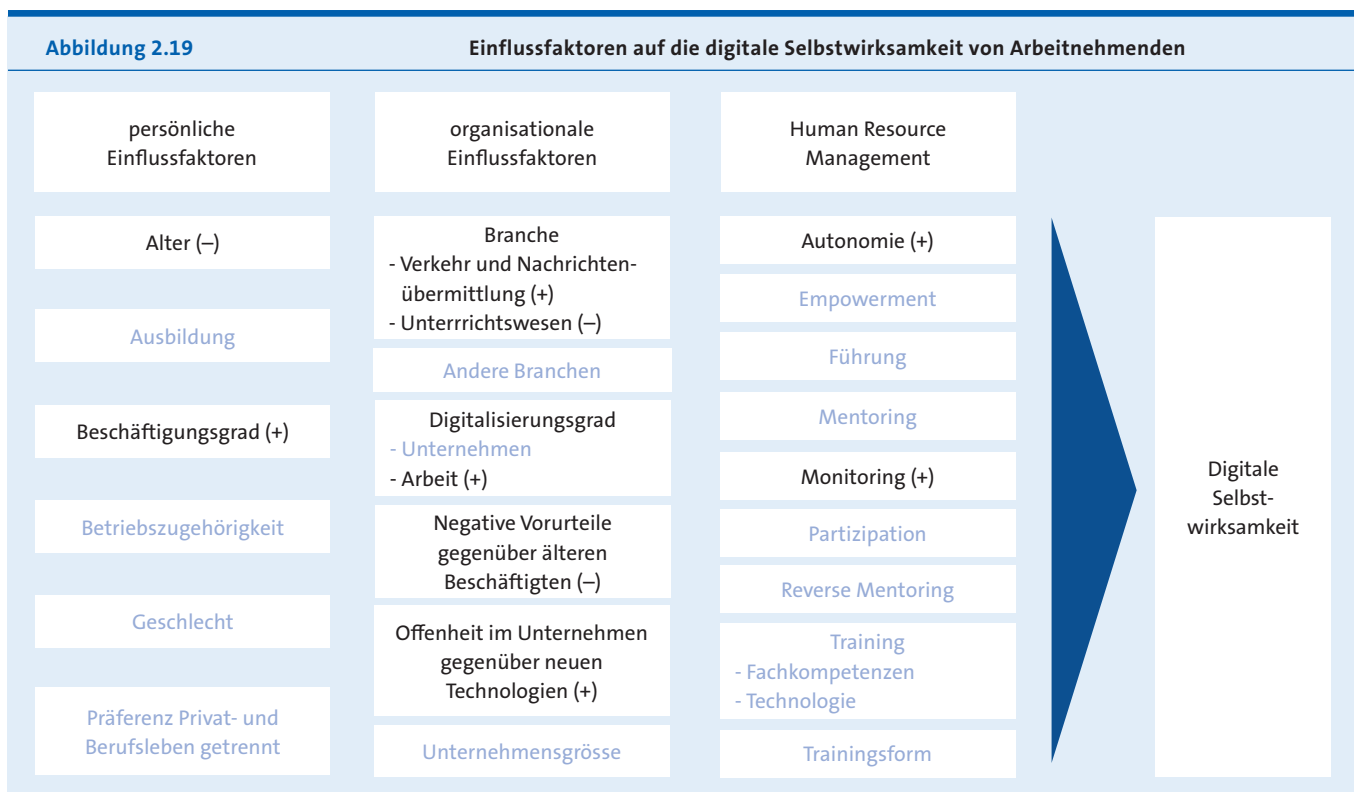 Abbildung 2.19
Einflussfaktoren auf die digitale Selbstwirksamkeit von Arbeitnehmenden
persönliche
Einflussfaktoren
Alter (–)
Ausbildung
Beschäftigungsgrad (+)
Betriebszugehörigkeit
Geschlecht
Präferenz Privat- und
Berufsleben getrennt
organisationale
Einflussfaktoren
Branche
- Verkehr und Nachrichten-
übermittlung (+)
- Unterrrichtswesen (–)
Andere Branchen
Digitalisierungsgrad
- Unternehmen
- Arbeit (+)
Negative Vorurteile
gegenüber älteren
Beschäftigten (–)
Offenheit im Unternehmen
gegenüber neuen
Technologien (+)
Unternehmensgrösse
Human Resource
Management
Autonomie (+)
Empowerment
Führung
Mentoring
Monitoring (+)
Partizipation
Reverse Mentoring
Training
- Fachkompetenzen
- Technologie
Trainingsform
Digitale
Selbst-
wirksamkeit